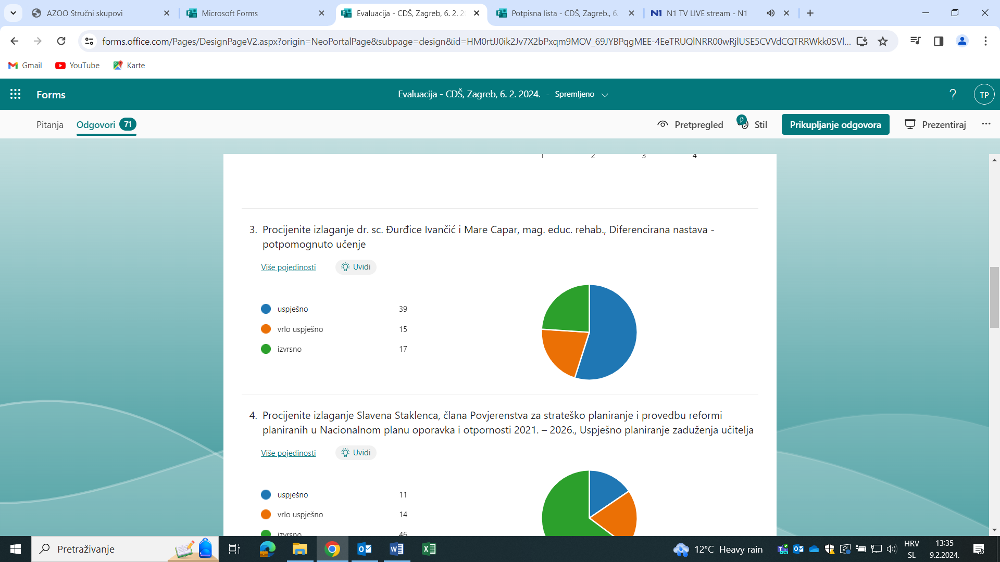 AZOO Stručni skupovi
Microsoft Forms
Evaluacija - CDŠ, Zagreb, 6. 2. 2
Potpisna lista - CDŠ, Zagreb., 6.
N1 N1 TV LIVE stream - N1
forms.office.com/Pages/DesignPageV2.aspx?origin=NeoPortalPage&subpage=design&id=HM0rtJJ0ik2Jv7X2bPxqm9MOV_69JYBPqgMEE-4EeTRUQlNRR00wRjlUSE5CVVdCQTRRWkk0SVl...
Gmail YouTube Karte
Forms
Evaluacija - CDŠ, Zagreb, 6. 2. 2024. - Spremljeno
? TP
Pitanja Odgovori 71
Pretpregled Stil Prikupljanje odgovora Prezentiraj ...
1 2 3 4
3. Procijenite izlaganje dr. sc. Đurđice Ivančić i Mare Capar, mag. educ. rehab., Diferencirana nastava -
potpomognuto učenje
Više pojedinosti Uvidi
uspješno 39
vrlo uspješno 15
izvrsno 17
4. Procijenite izlaganje Slavena Staklenca, člana Povjerenstva za strateško planiranje i provedbu reformi
planiranih u Nacionalnom planu oporavka i otpornosti 2021. – 2026., Uspješno planiranje zaduženja učitelja
Više pojedinosti Uvidi
uspješno 11
vrlo uspješno 14
izvrsno 46
Pretraživanje
12°C Heavy rain
HRV
SL
13:35
9.2.2024.